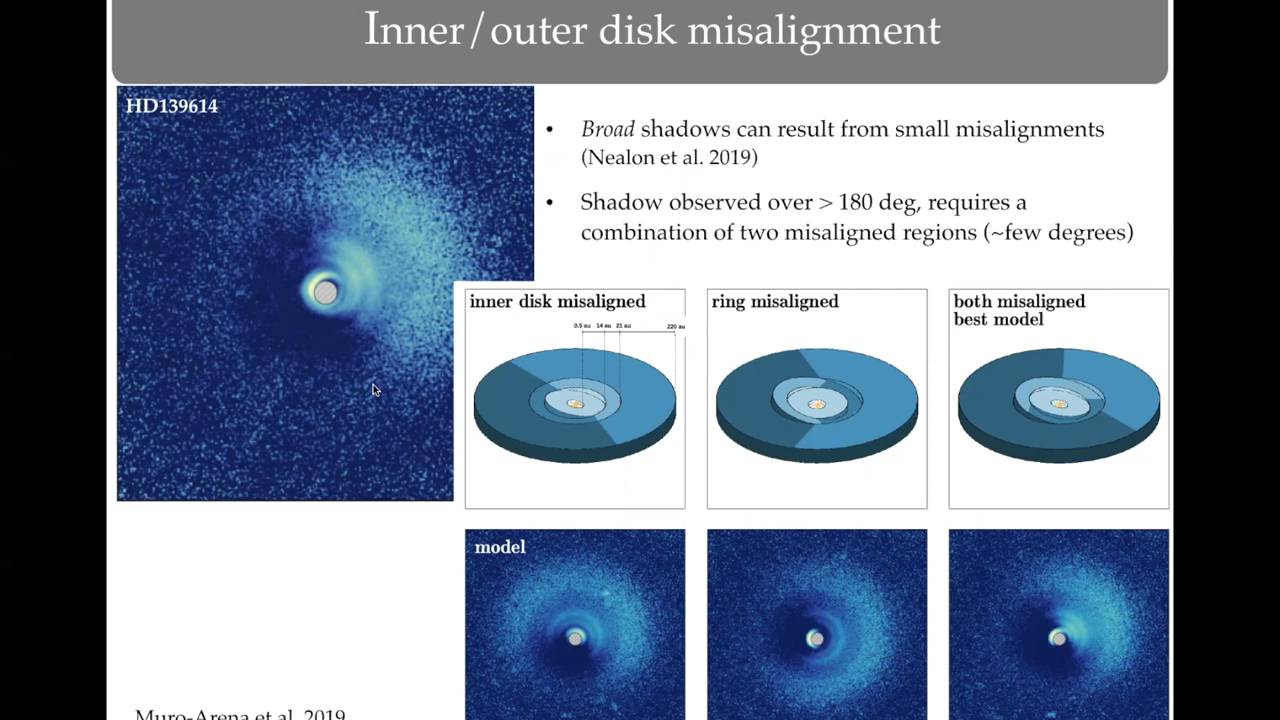 Inner/outer disk misalignment
HD139614
• Broad shadows can result from small misalignments
(Nealon et al. 2019)
• Shadow observed over > 180 deg, requires a
combination of two misaligned regions (~few degrees)
inner disk misaligned
0.5 au 14 au 21 au 220 au
ring misaligned
both misaligned
best model
model
Muro-Arena et al. 2019